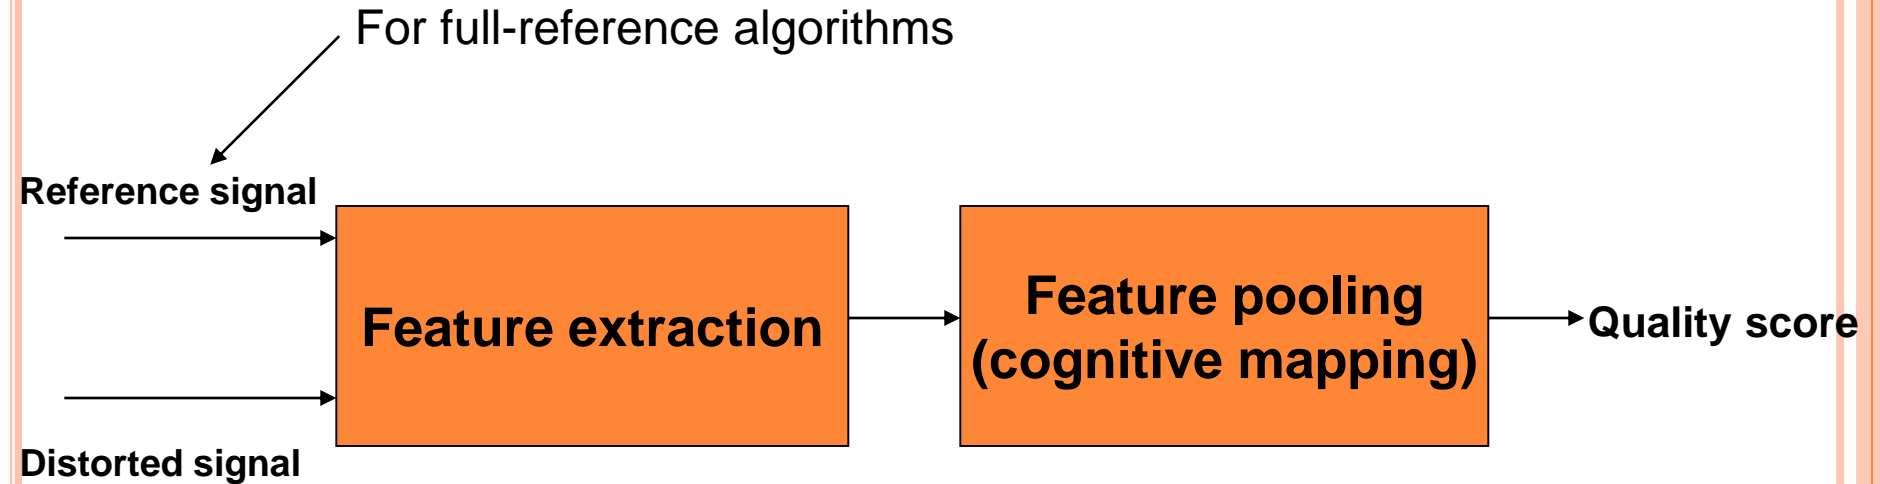 For full-reference algorithms
Reference signal
Feature extraction
Feature pooling
(cognitive mapping)
Quality score
Distorted signal